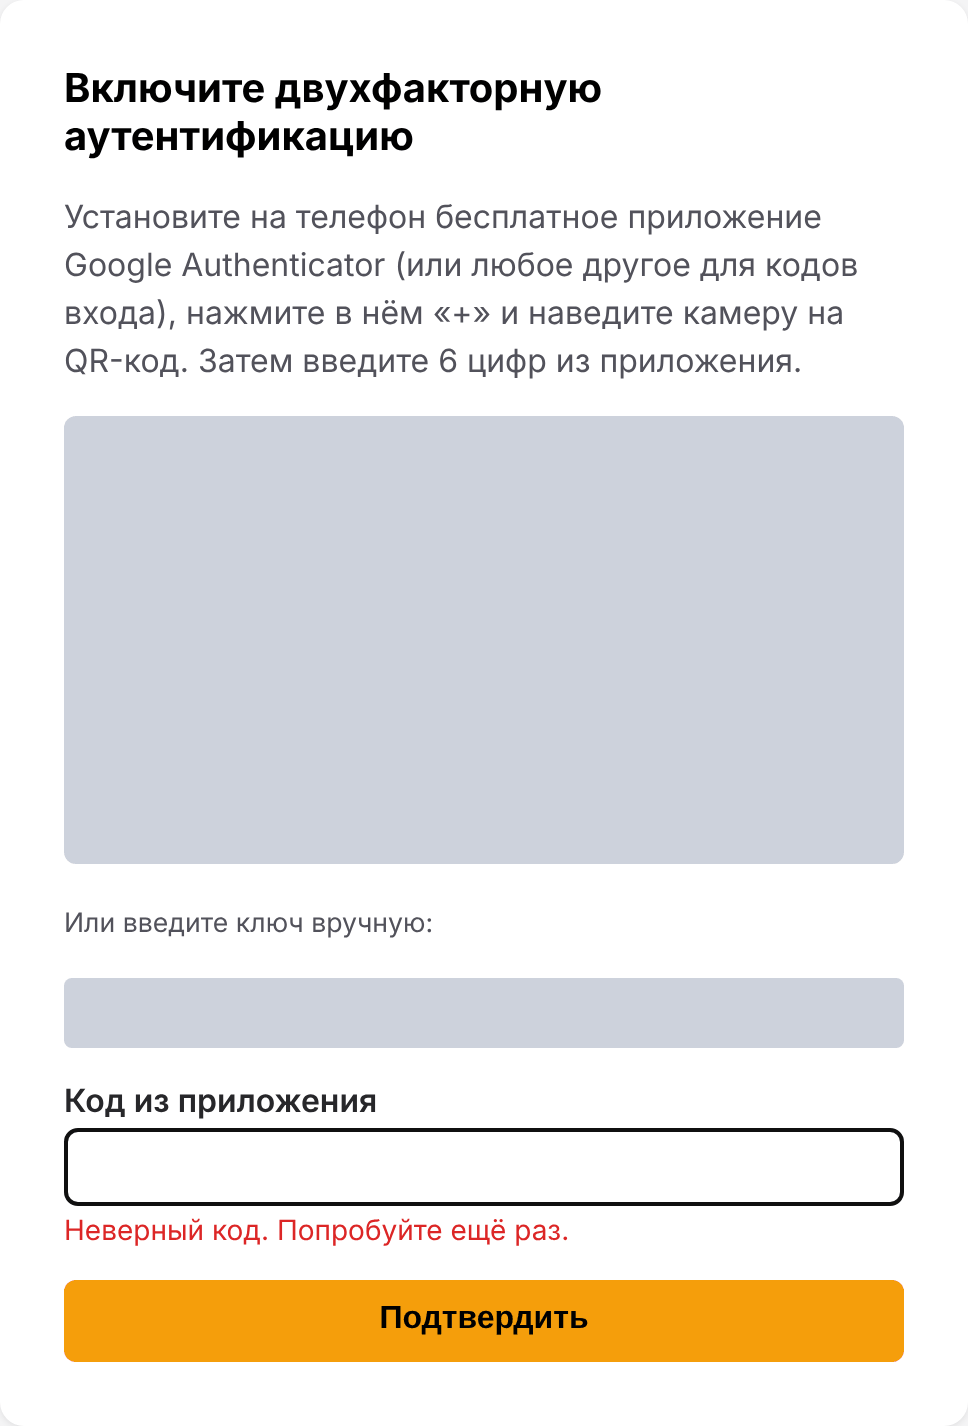 Включите двухфакторную
аутентификацию
Установите на телефон бесплатное приложение
Google Authenticator (или любое другое для кодов
входа), нажмите в нём «+» и наведите камеру на
QR-код. Затем введите 6 цифр из приложения.
Или введите ключ вручную:
Код из приложения
Неверный код. Попробуйте ещё раз.
Подтвердить